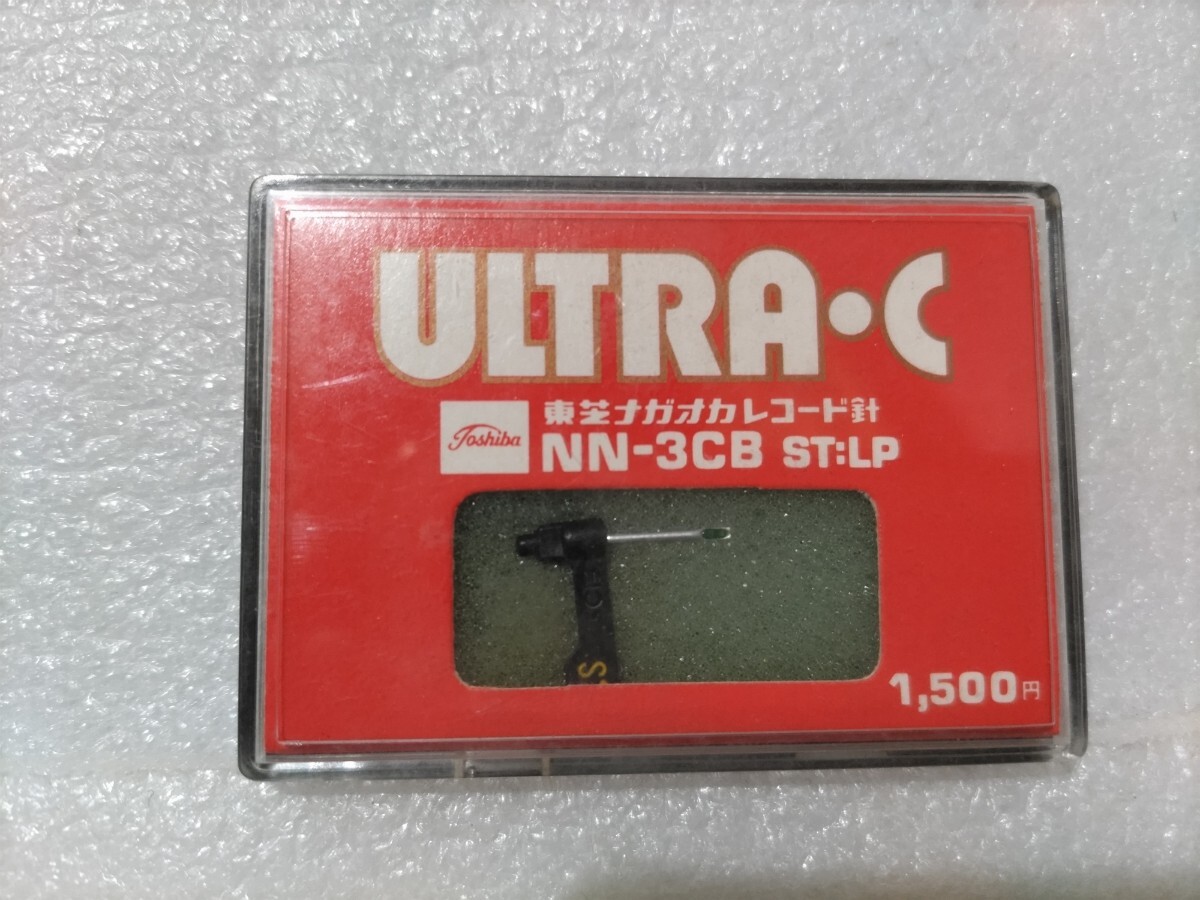 ULTRA•C
東芝ナガオカレコード針
Toshiba
NN-3CB ST:LP
1,500円